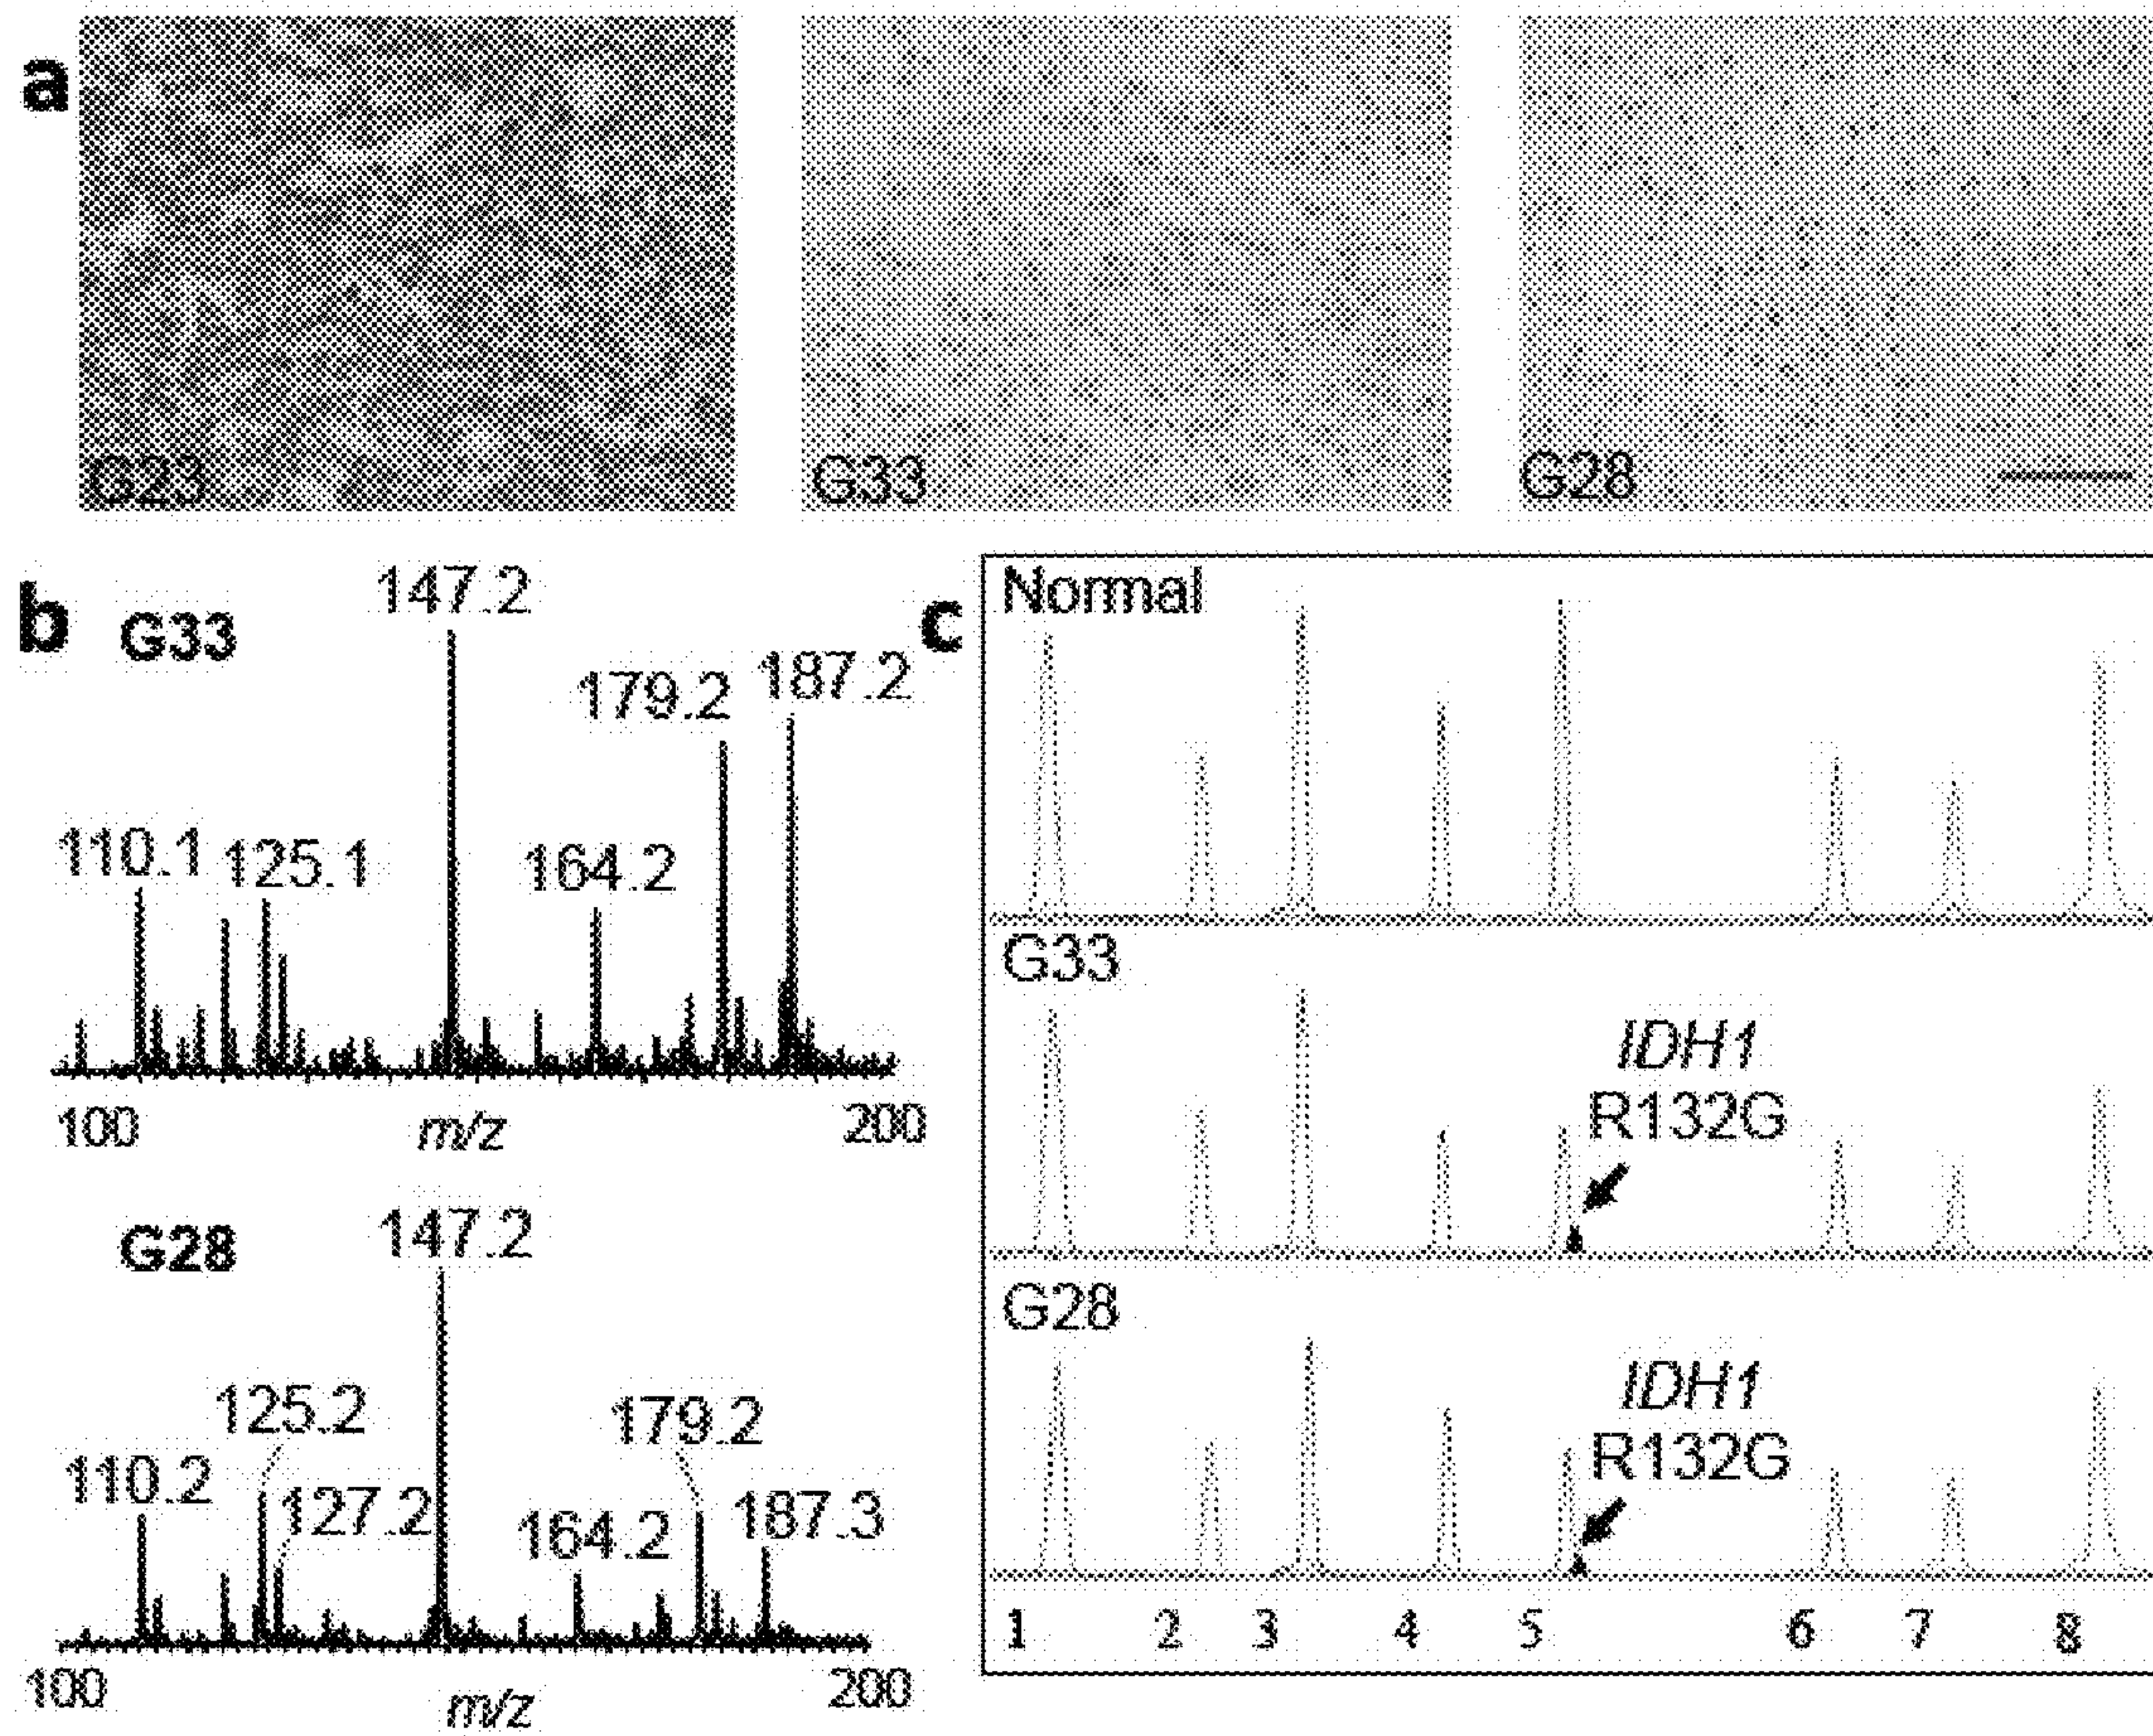 a
G23
G33
G28
b
G33
147.2
179.2
187.2
110.1
125.1
164.2
100
m/z
200
G28
147.2
125.2
179.2
110.2
127.2
164.2
187.3
100
m/z
200
c
Normal
G33
IDH1
R132G
G28
IDH1
R132G
1 2 3 4 5 6 7 8